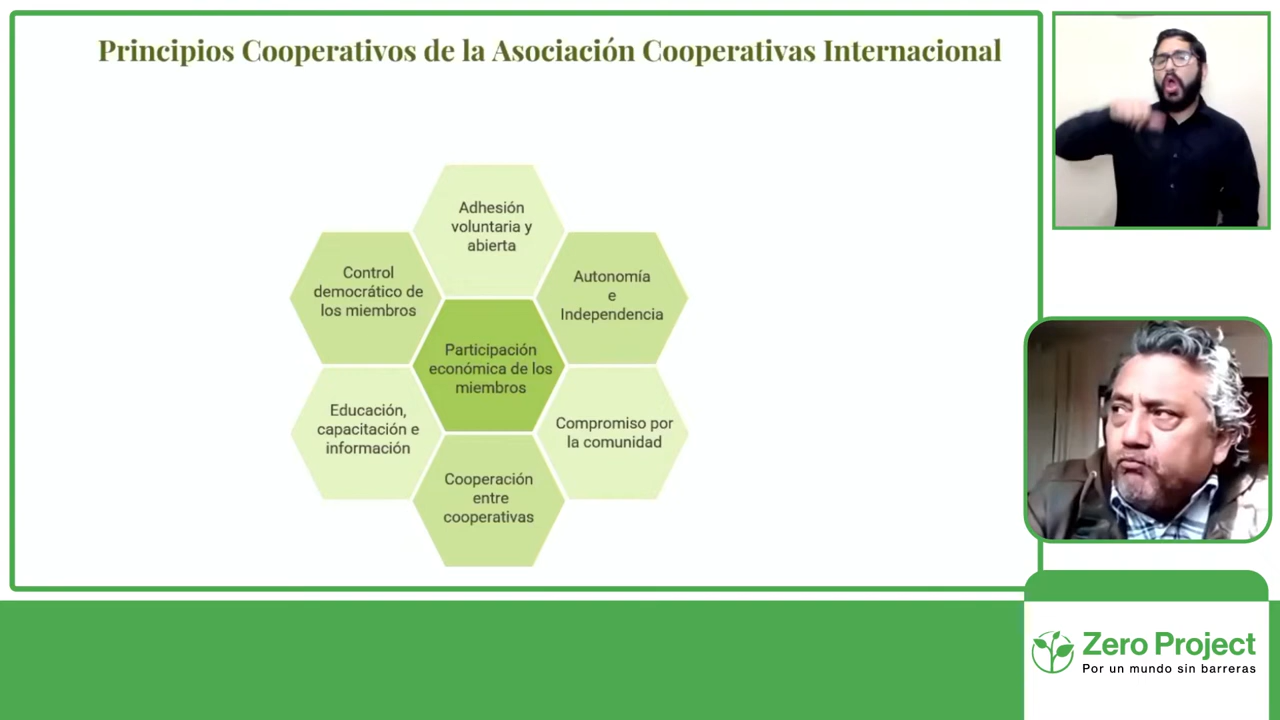 Principios Cooperativos de la Asociación Cooperativas Internacional
Adhesión
voluntaria y
abierta
Control
democrático de
los miembros
Autonomía
e
Independencia
Participación
económica de los
miembros
Educación,
capacitación e
información
Compromiso por
la comunidad
Cooperación
entre
cooperativas
Zero Project
Por un mundo sin barreras